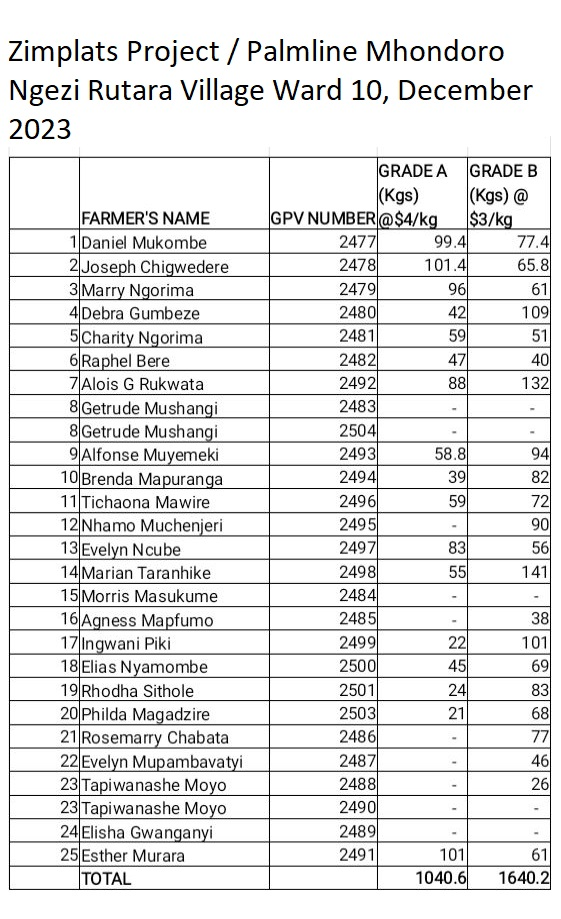 Zimplats Project / Palmline Mhondoro
Ngezi Rutara Village Ward 10, December
2023
FARMER'S NAME GPV NUMBER GRADE A (Kgs) @$4/kg GRADE B (Kgs) @ $3/kg
1 Daniel Mukombe 2477 99.4 77.4
2 Joseph Chigwedere 2478 101.4 65.8
3 Marry Ngorima 2479 96 61
4 Debra Gumbeze 2480 42 109
5 Charity Ngorima 2481 59 51
6 Raphel Bere 2482 47 40
7 Alois G Rukwata 2492 88 132
8 Getrude Mushangi 2483 - -
8 Getrude Mushangi 2504 - -
9 Alfonse Muyemeki 2493 58.8 94
10 Brenda Mapuranga 2494 39 82
11 Tichaona Mawire 2496 59 72
12 Nhamo Muchenjeri 2495 - 90
13 Evelyn Ncube 2497 83 56
14 Marian Taranhike 2498 55 141
15 Morris Masukume 2484 - -
16 Agness Mapfumo 2485 - 38
17 Ingwani Piki 2499 22 101
18 Elias Nyamombe 2500 45 69
19 Rhodha Sithole 2501 24 83
20 Philda Magadzire 2503 21 68
21 Rosemarry Chabata 2486 - 77
22 Evelyn Mupambavatyi 2487 - 46
23 Tapiwanashe Moyo 2488 - 26
23 Tapiwanashe Moyo 2490 - -
24 Elisha Gwanganyi 2489 - -
25 Esther Murara 2491 101 61
TOTAL 1040.6 1640.2